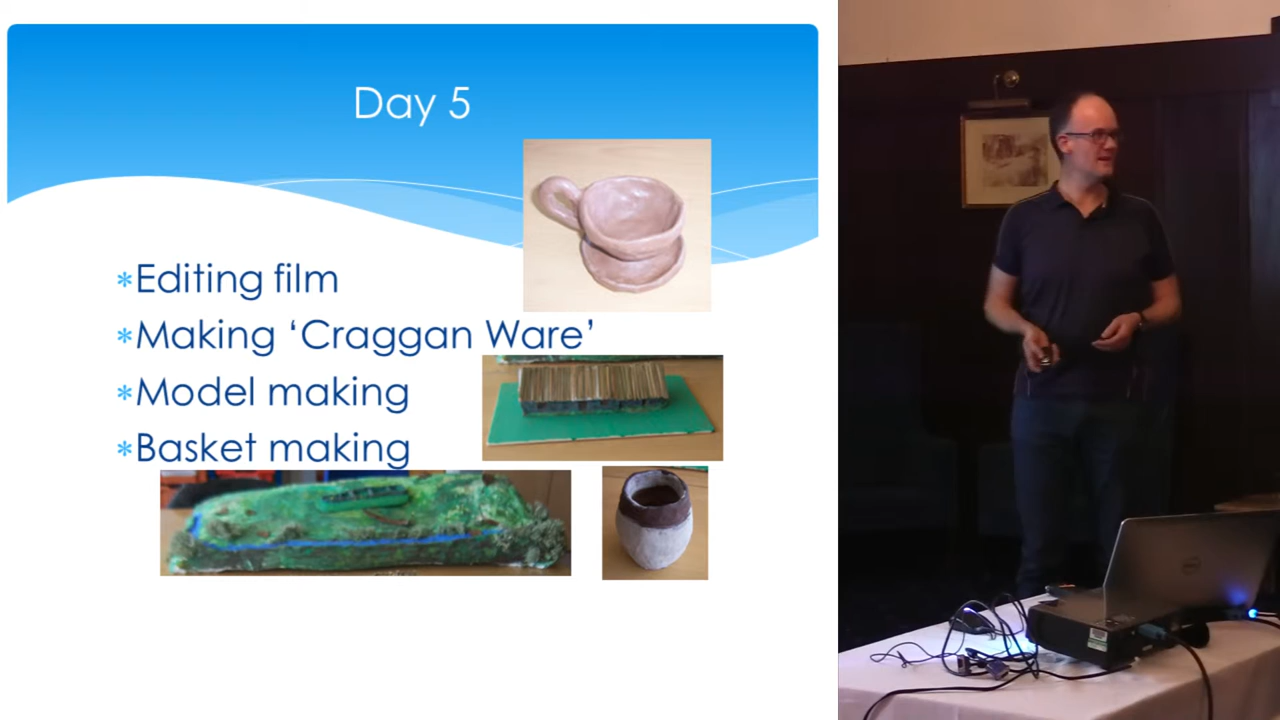 Day 5
*Editing film
*Making ‘Craggan Ware’
*Model making
*Basket making